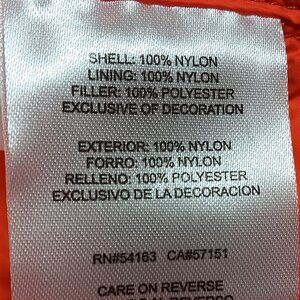 SHELL: 100% NYLON
LINING: 100% NYLON
FILLER: 100% POLYESTER
EXCLUSIVE OF DECORATION
EXTERIOR: 100% NYLON
FORRO: 100% NYLON
RELLENO: 100% POLYESTER
EXCLUSIVO DE LA DECORACION
RN#54163 CA#57151
CARE ON REVERSE